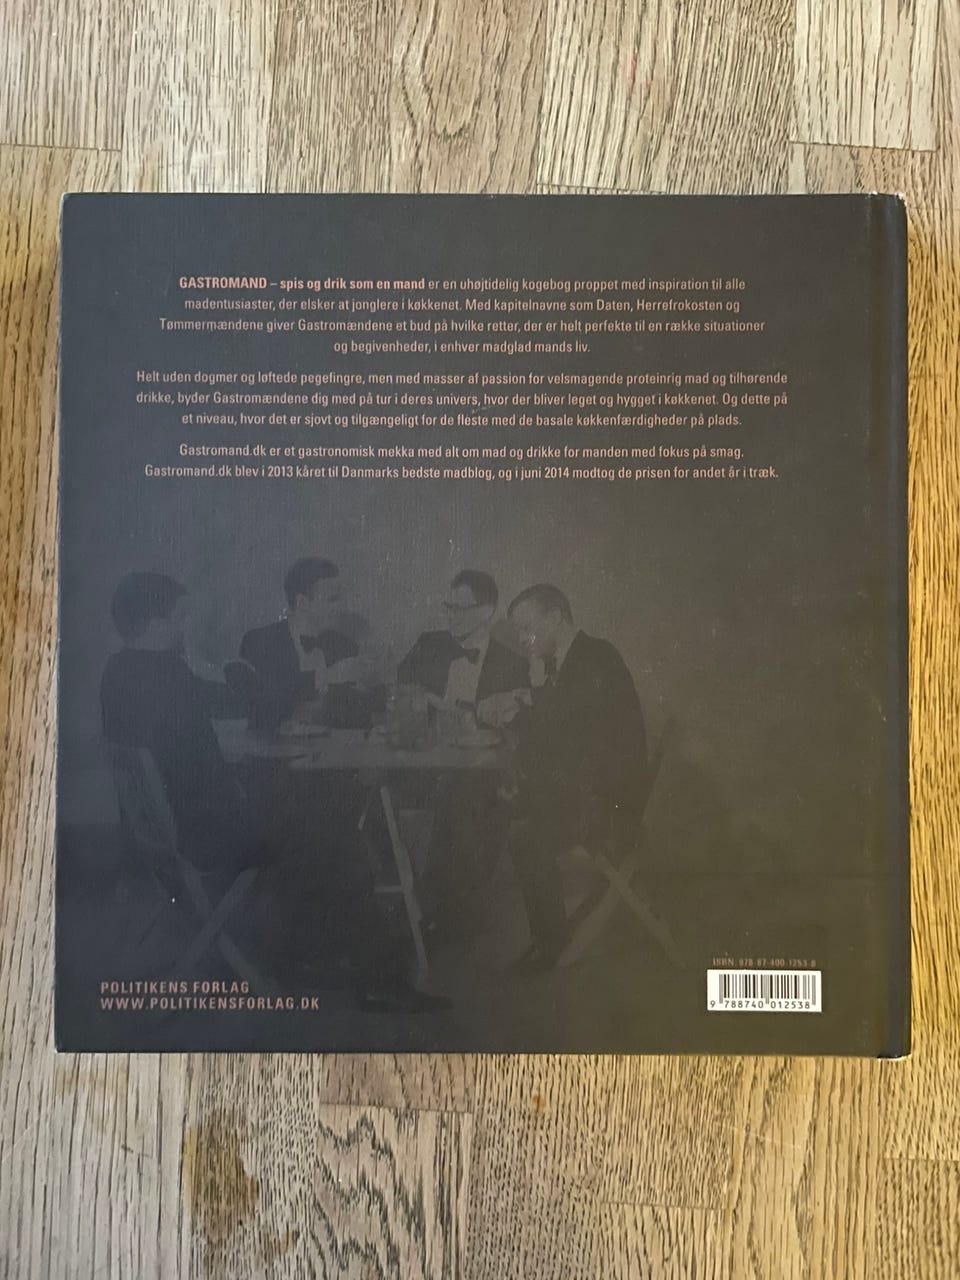 GASTROMAND – spis og drik som en mand er en uhøjtidelig kogebog proppet med inspiration til alle
madentusiaster, der elsker at jonglere i køkkenet. Med kapitelnavne som Daten, Herrefrokosten og
Tømmermændene giver Gastromændene et bud på hvilke retter, der er helt perfekte til en række situationer
og begivenheder, i enhver madglad mands liv.
Helt uden dogmer og løftede pegefingre, men med masser af passion for velsmagende proteinrig mad og tilhørende
drikke, byder Gastromændene dig med på tur i deres univers, hvor der bliver leget og hygget i køkkenet. Og dette på
et niveau, hvor det er sjovt og tilgængeligt for de fleste med de basale køkkenfærdigheder på plads.
Gastromand.dk er et gastronomisk mekka med alt om mad og drikke for manden med fokus på smag.
Gastromand.dk blev i 2013 kåret til Danmarks bedste madblog, og i juni 2014 modtog de prisen for andet år i træk.
POLITIKENS FORLAG
WWW.POLITIKENSFORLAG.DK
ISBN: 978-87-400-1253-8
9 788740 012538